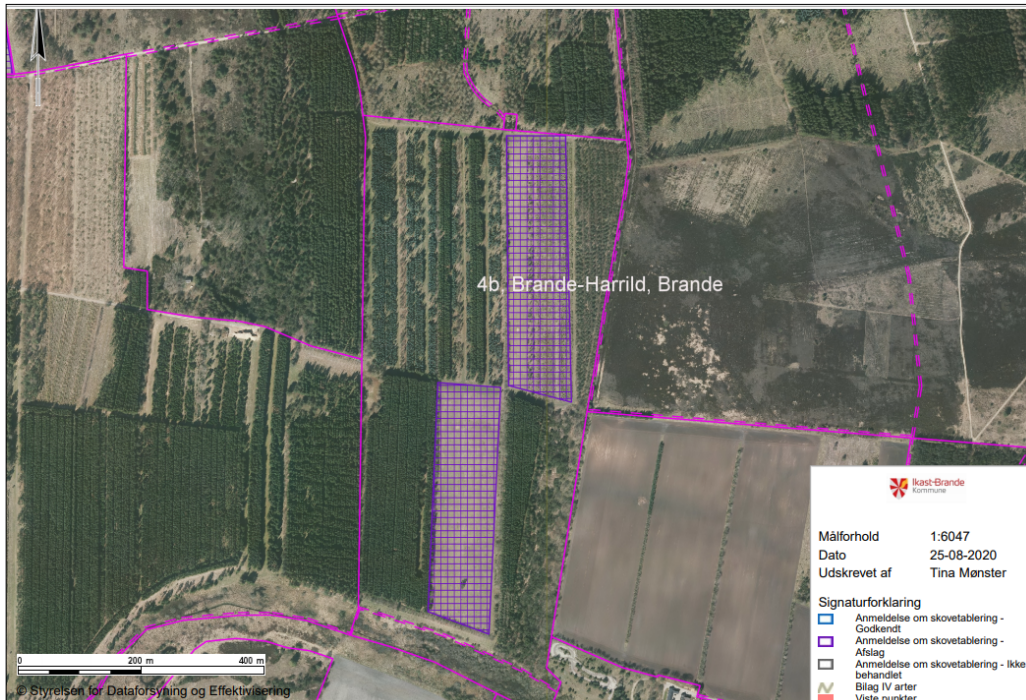 4b, Brande-Harrild, Brande
Ikast-Brande
Kommune
Målforhold 1:6047
Dato 25-08-2020
Udskrevet af Tina Mønster
Signaturforklaring
Anmeldelse om skovetablering -
Godkendt
Anmeldelse om skovetablering -
Afslag
Anmeldelse om skovetablering - Ikke
behandlet
Bilag IV arter
Viste punkter
0 200 m 400 m
© Styrelsen for Dataforsyning og Effektivisering